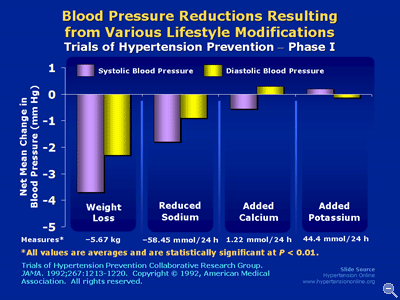 Blood Pressure Reductions Resulting
from Various Lifestyle Modifications
Trials of Hypertension Prevention – Phase I
Systolic Blood Pressure
Diastolic Blood Pressure
Net Mean Change in
Blood Pressure (mm Hg)
1
0
−1
−2
−3
−4
−5
Weight
Loss
Reduced
Sodium
Added
Calcium
Added
Potassium
Measures* −5.67 kg −58.45 mmol/24 h 1.22 mmol/24 h 44.4 mmol/24 h
*All values are averages and are statistically significant at P < 0.01.
Trials of Hypertension Prevention Collaborative Research Group.
JAMA. 1992;267:1213-1220. Copyright © 1992, American Medical
Association. All rights reserved.
Slide Source
Hypertension Online
www.hypertensiononline.org